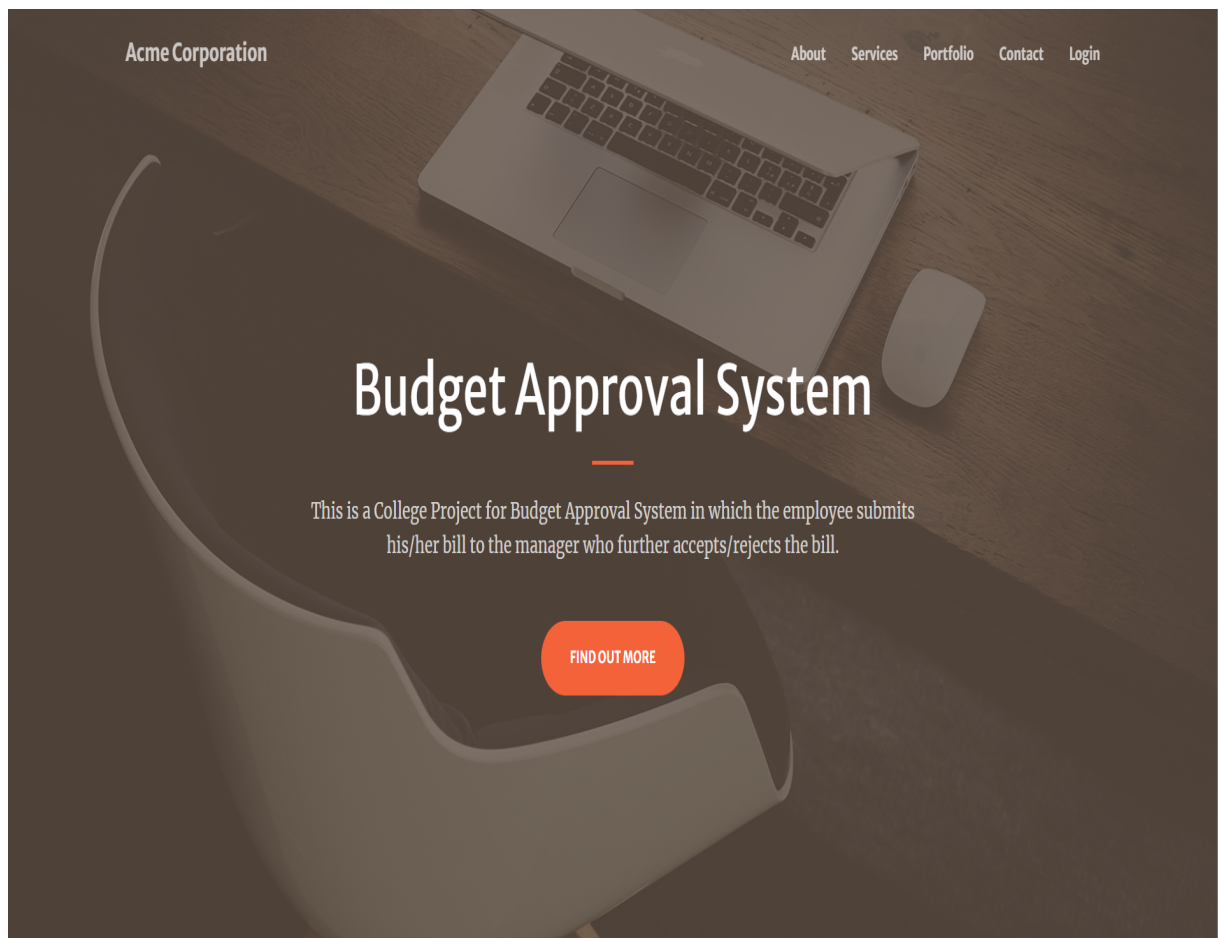 Acme Corporation
About Services Portfolio Contact Login
Budget Approval System
This is a College Project for Budget Approval System in which the employee submits
his/her bill to the manager who further accepts/rejects the bill.
FIND OUT MORE